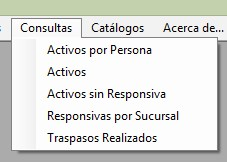 Consultas Catálogos Acerca de...
Activos por Persona
Activos
Activos sin Responsiva
Responsivas por Sucursal
Traspasos Realizados